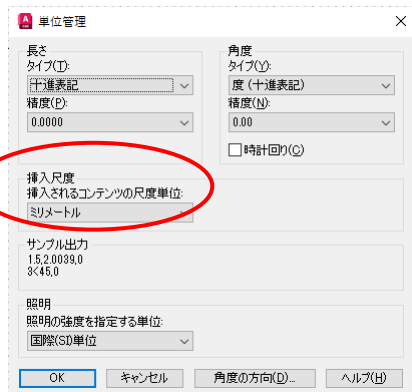 単位管理
長さ
タイプ(T):
十進表記
精度(P):
0.0000
角度
タイプ(Y):
度 (十進表記)
精度(N):
0.00
時計回り(C)
挿入尺度
挿入されるコンテンツの尺度単位:
ミリメートル
サンプル出力
1.5,2.0039,0
3<45,0
照明
照明の強度を指定する単位:
国際(SI)単位
OK キャンセル 角度の方向(D)... ヘルプ(H)